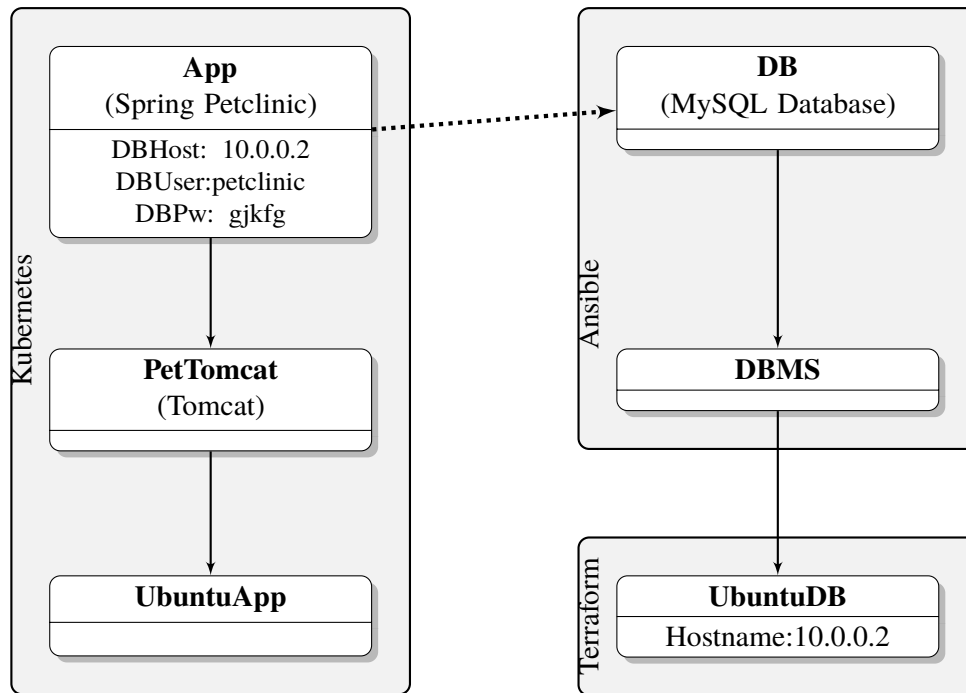 Kubernetes
App
(Spring Petclinic)
DBHost: 10.0.0.2
DBUser:petclinic
DBPw: gjkfg
PetTomcat
(Tomcat)
UbuntuApp
Ansible
DB
(MySQL Database)
DBMS
Terraform
UbuntuDB
Hostname:10.0.0.2